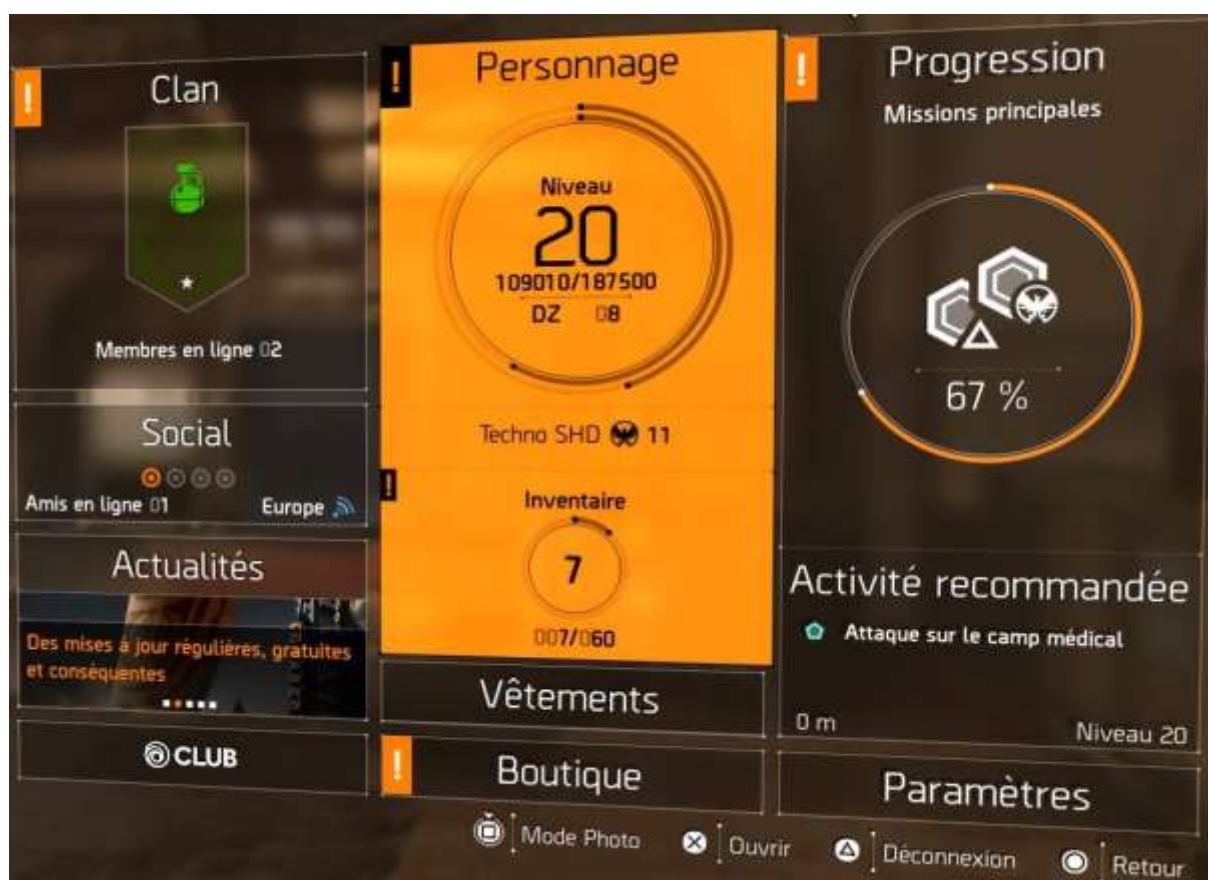 !
Clan
Membres en ligne 02
Social
Amis en ligne 01
Europe
Actualités
Des mises à jour régulières, gratuites
et conséquentes
CLUB
!
Personnage
Niveau
20
109010/187500
DZ 08
Techno SHD 11
!
Inventaire
7
007/060
Vêtements
!
Boutique
!
Progression
Missions principales
67 %
Activité recommandée
Attaque sur le camp médical
0 m
Niveau 20
Paramètres
Mode Photo
Ouvrir
Déconnexion
Retour